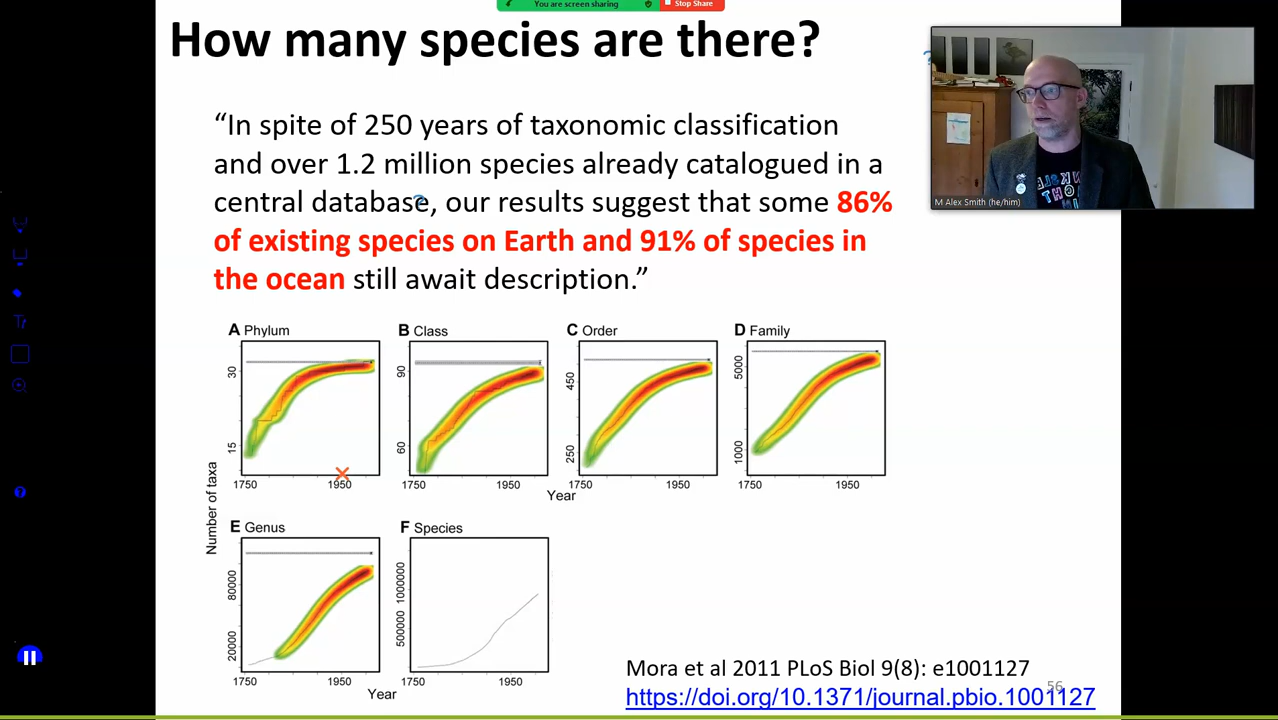 You are screen sharing
Stop Share
How many species are there?
“In spite of 250 years of taxonomic classification
and over 1.2 million species already catalogued in a
central database, our results suggest that some 86%
of existing species on Earth and 91% of species in
the ocean still await description.”
M Alex Smith (he/him)
A Phylum
B Class
C Order
D Family
30
15
90
60
450
250
5000
1000
1750
1950
1750
1950
1750
1950
1750
1950
Year
Number of taxa
E Genus
F Species
80000
20000
1000000
500000
1750
1950
1750
1950
Year
Mora et al 2011 PLoS Biol 9(8): e1001127
56
https://doi.org/10.1371/journal.pbio.1001127